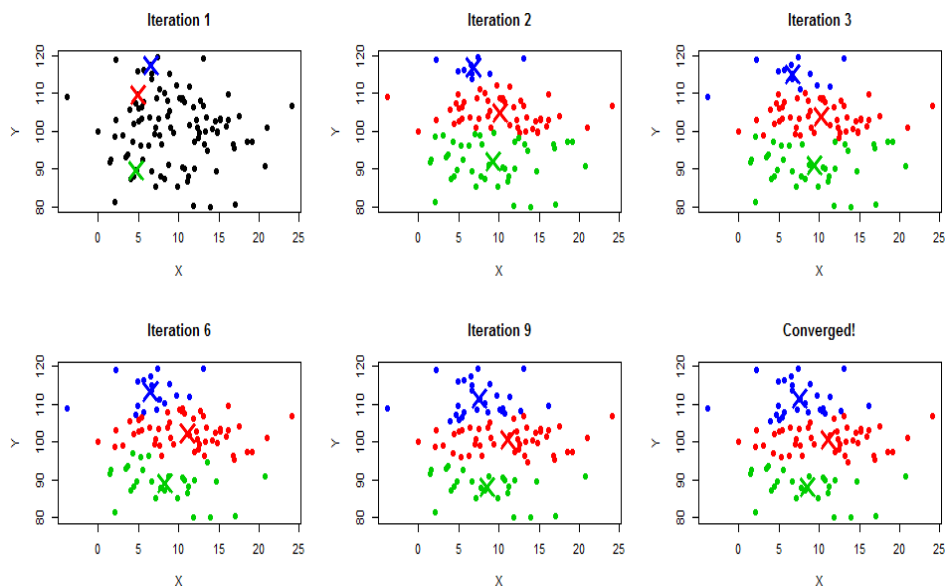 Iteration 1
Iteration 2
Iteration 3
Y
80 90 100 110 120
0 5 10 15 20 25
X
Y
80 90 100 110 120
0 5 10 15 20 25
X
Y
80 90 100 110 120
0 5 10 15 20 25
X
Iteration 6
Iteration 9
Converged!
Y
80 90 100 110 120
0 5 10 15 20 25
X
Y
80 90 100 110 120
0 5 10 15 20 25
X
Y
80 90 100 110 120
0 5 10 15 20 25
X